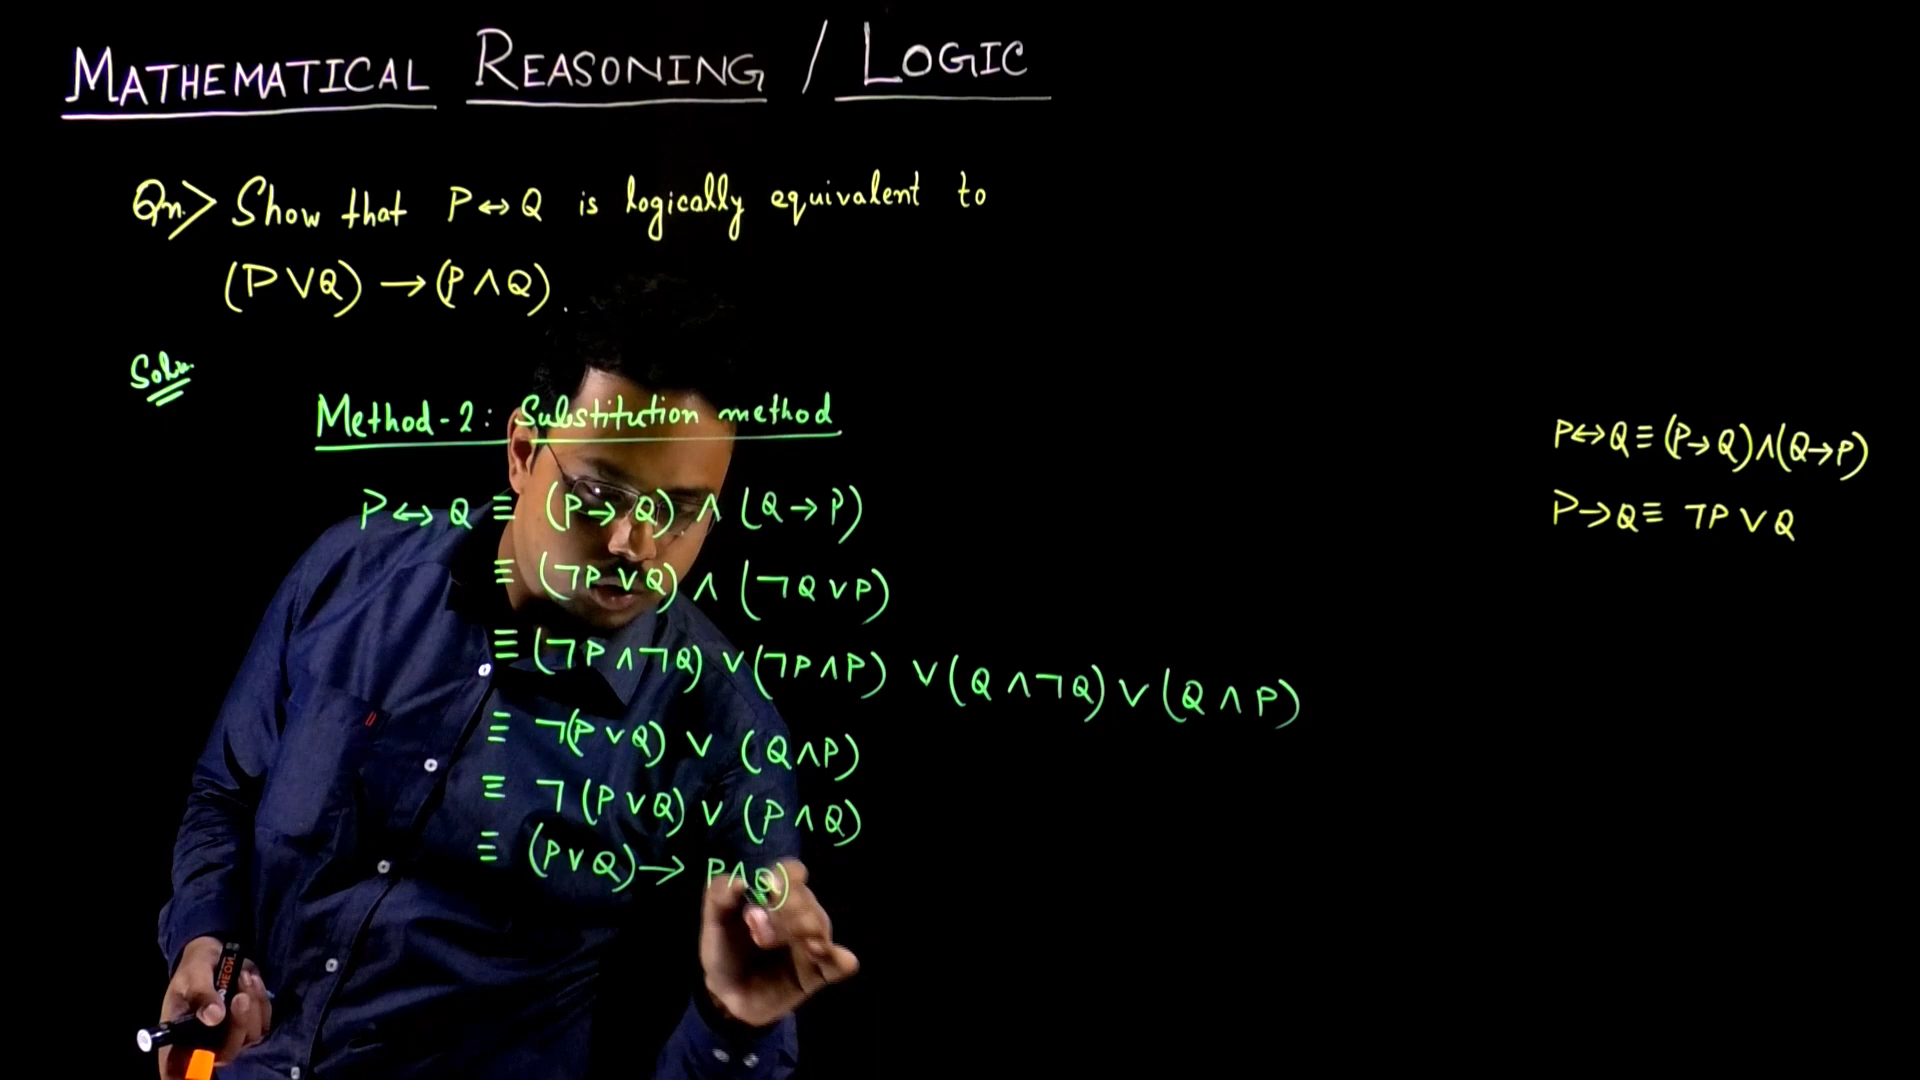 MATHEMATICAL REASONING / LOGIC
Qn.> Show that P↔Q is logically equivalent to
(P∨Q) → (P∧Q).
Soln.
Method-2: Substitution method
P↔Q ≡ (P→Q) ∧ (Q→P)
≡ (¬P∨Q) ∧ (¬Q∨P)
≡ (¬P∧¬Q) ∨ (¬P∧P) ∨ (Q∧¬Q) ∨ (Q∧P)
≡ ¬(P∨Q) ∨ (Q∧P)
≡ ¬(P∨Q) ∨ (P∧Q)
≡ (P∨Q) → P∧Q)
P↔Q ≡ (P→Q)∧(Q→P)
P→Q ≡ ¬P∨Q